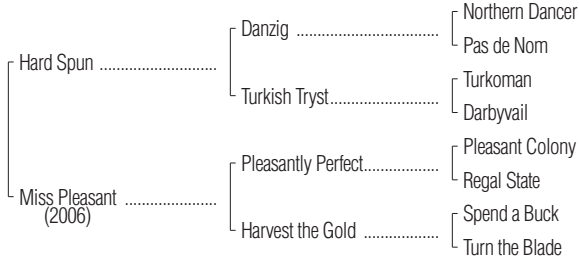 Northern Dancer
Danzig ....................................
Pas de Nom
Hard Spun ..............................
Turkoman
Turkish Tryst...........................
Darbyvail
Pleasant Colony
Pleasantly Perfect...................
Regal State
Miss Pleasant .......................
(2006)
Spend a Buck
Harvest the Gold ...................
Turn the Blade